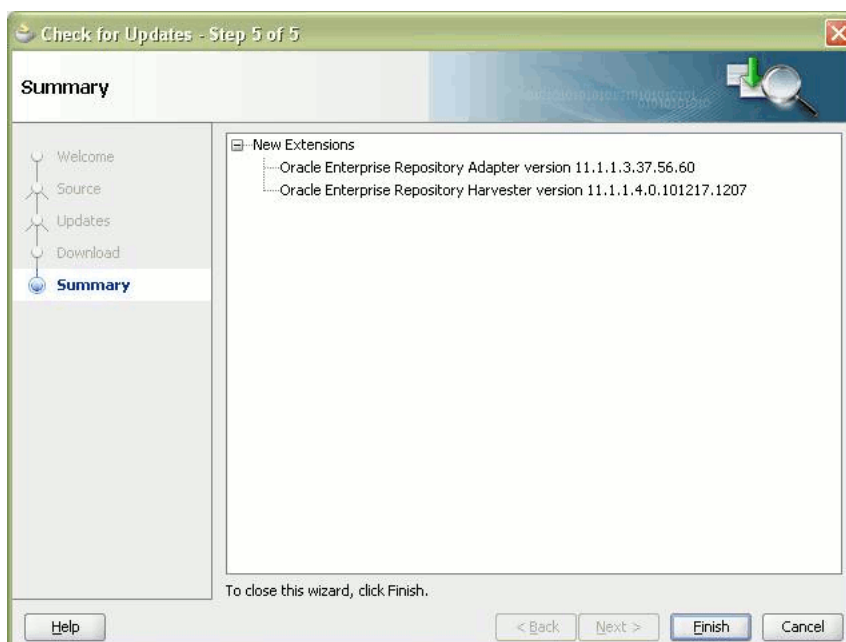 Check for Updates - Step 5 of 5
Summary
Welcome
Source
Updates
Download
Summary
New Extensions
Oracle Enterprise Repository Adapter version 11.1.1.3.37.56.60
Oracle Enterprise Repository Harvester version 11.1.1.4.0.101217.1207
To close this wizard, click Finish.
Help
< Back
Next >
Finish
Cancel